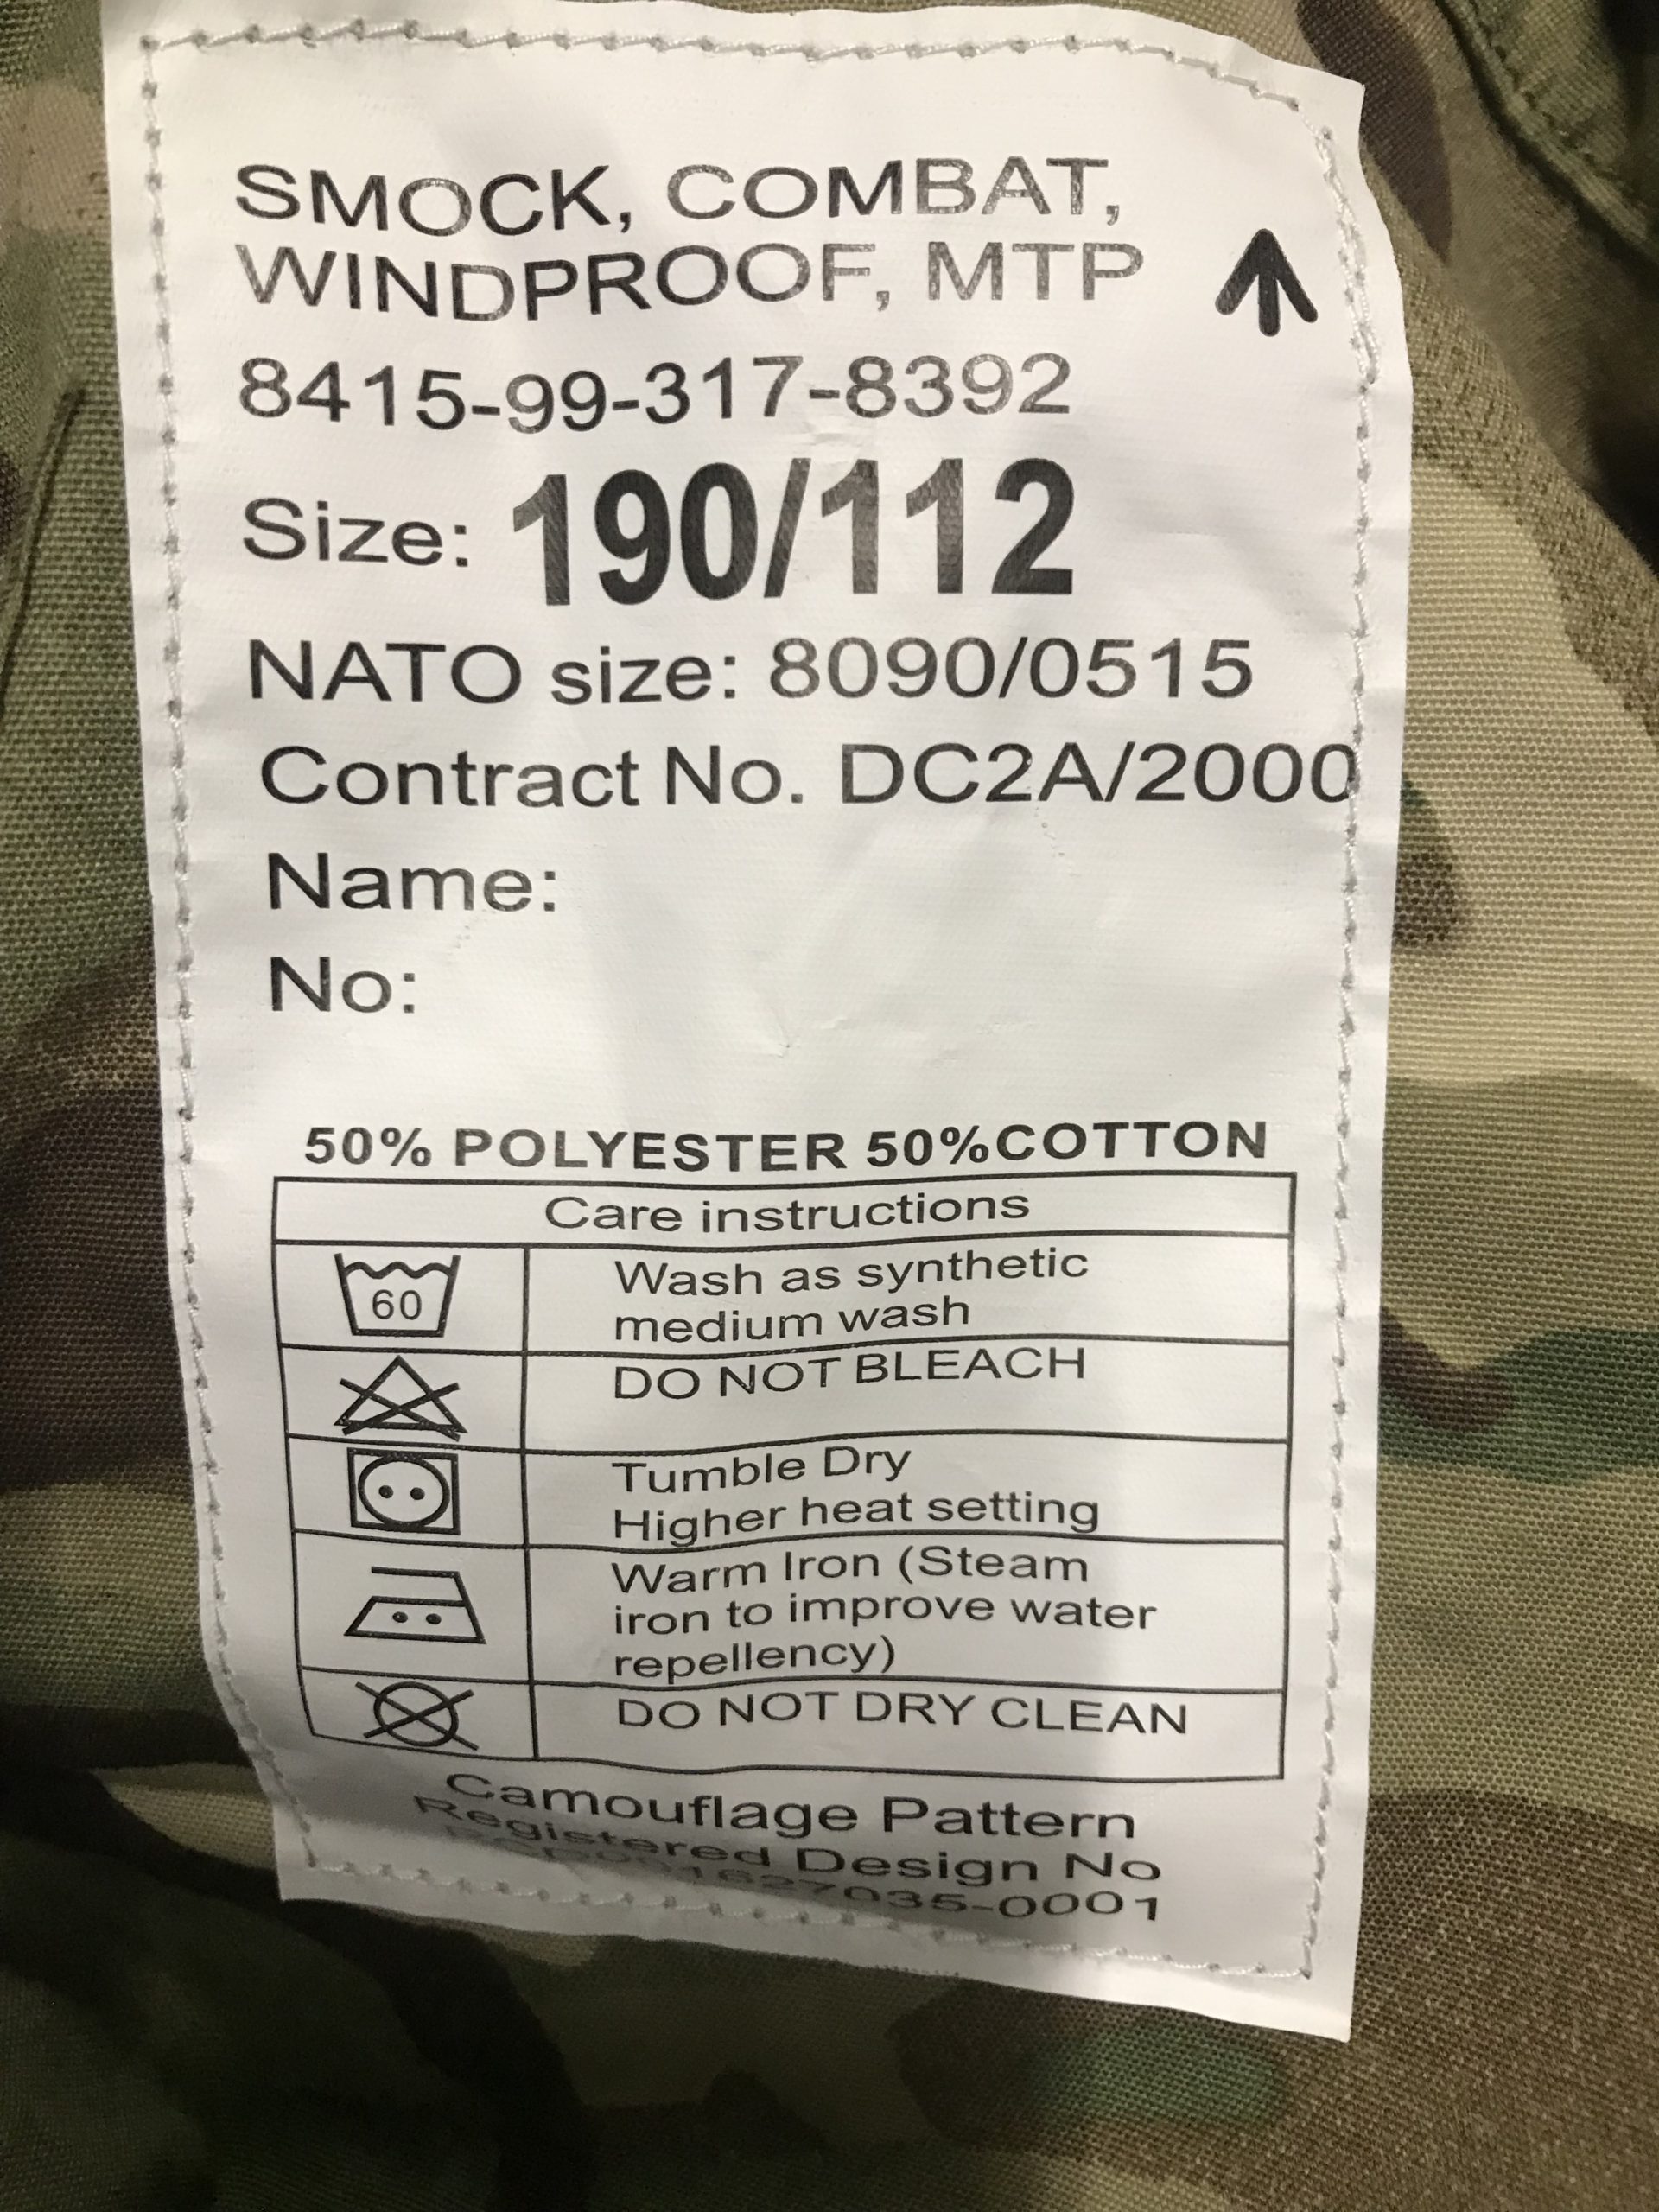 SMOCK, COMBAT,
WINDPROOF, MTP
8415-99-317-8392
Size: 190/112
NATO size: 8090/0515
Contract No. DC2A/2000
Name:
No:
50% POLYESTER 50%COTTON
Care instructions
60
Wash as synthetic
medium wash
DO NOT BLEACH
Tumble Dry
Higher heat setting
Warm Iron (Steam
iron to improve water
repellency)
DO NOT DRY CLEAN
Camouflage Pattern
Registered Design No